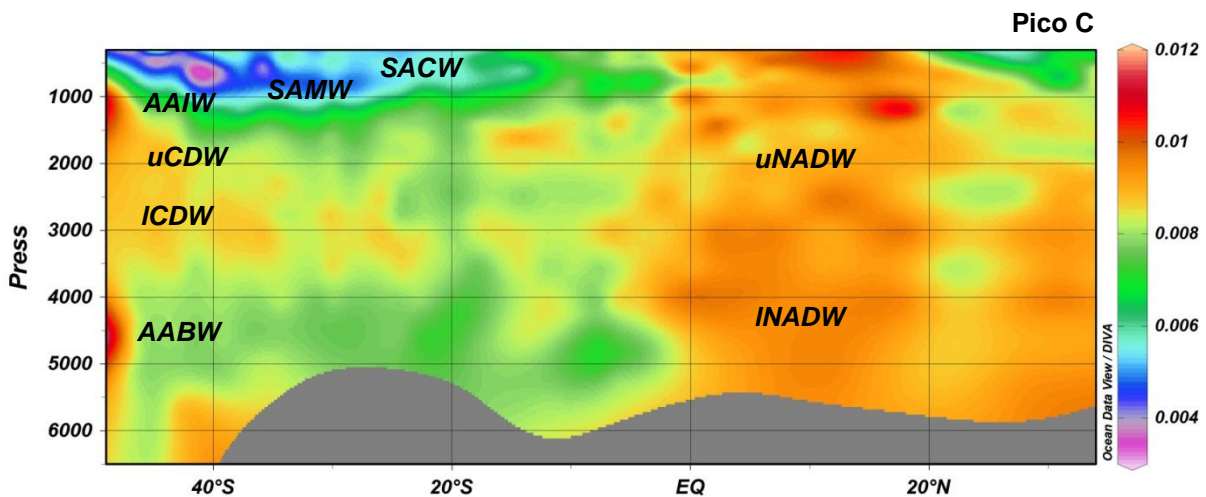 Pico C
0.012
SACW
1000
SAMW
AAIW
0.01
2000
uCDW
uNADW
lCDW
3000
0.008
Press
4000
lNADW
AABW
0.006
5000
6000
0.004
Ocean Data View / DIVA
40°S
20°S
EQ
20°N